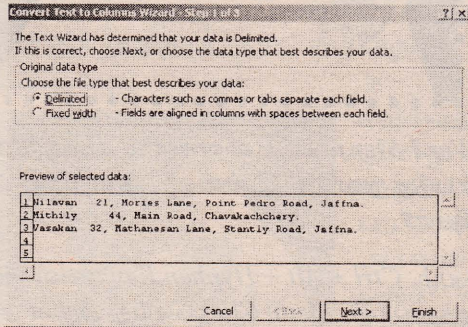 Convert Text to Columns Wizard - Step 1 of 3
The Text Wizard has determined that your data is Delimited.
If this is correct, choose Next, or choose the data type that best describes your data.
Original data type
Choose the file type that best describes your data:
Delimited - Characters such as commas or tabs separate each field.
Fixed width - Fields are aligned in columns with spaces between each field.
Preview of selected data:
1 Nilavan 21, Mories Lane, Point Pedro Road, Jaffna.
2 Mithily 44, Main Road, Chavakachchery.
3 Vasakan 32, Mathanesan Lane, Stantly Road, Jaffna.
4
5
Cancel < Back Next > Finish